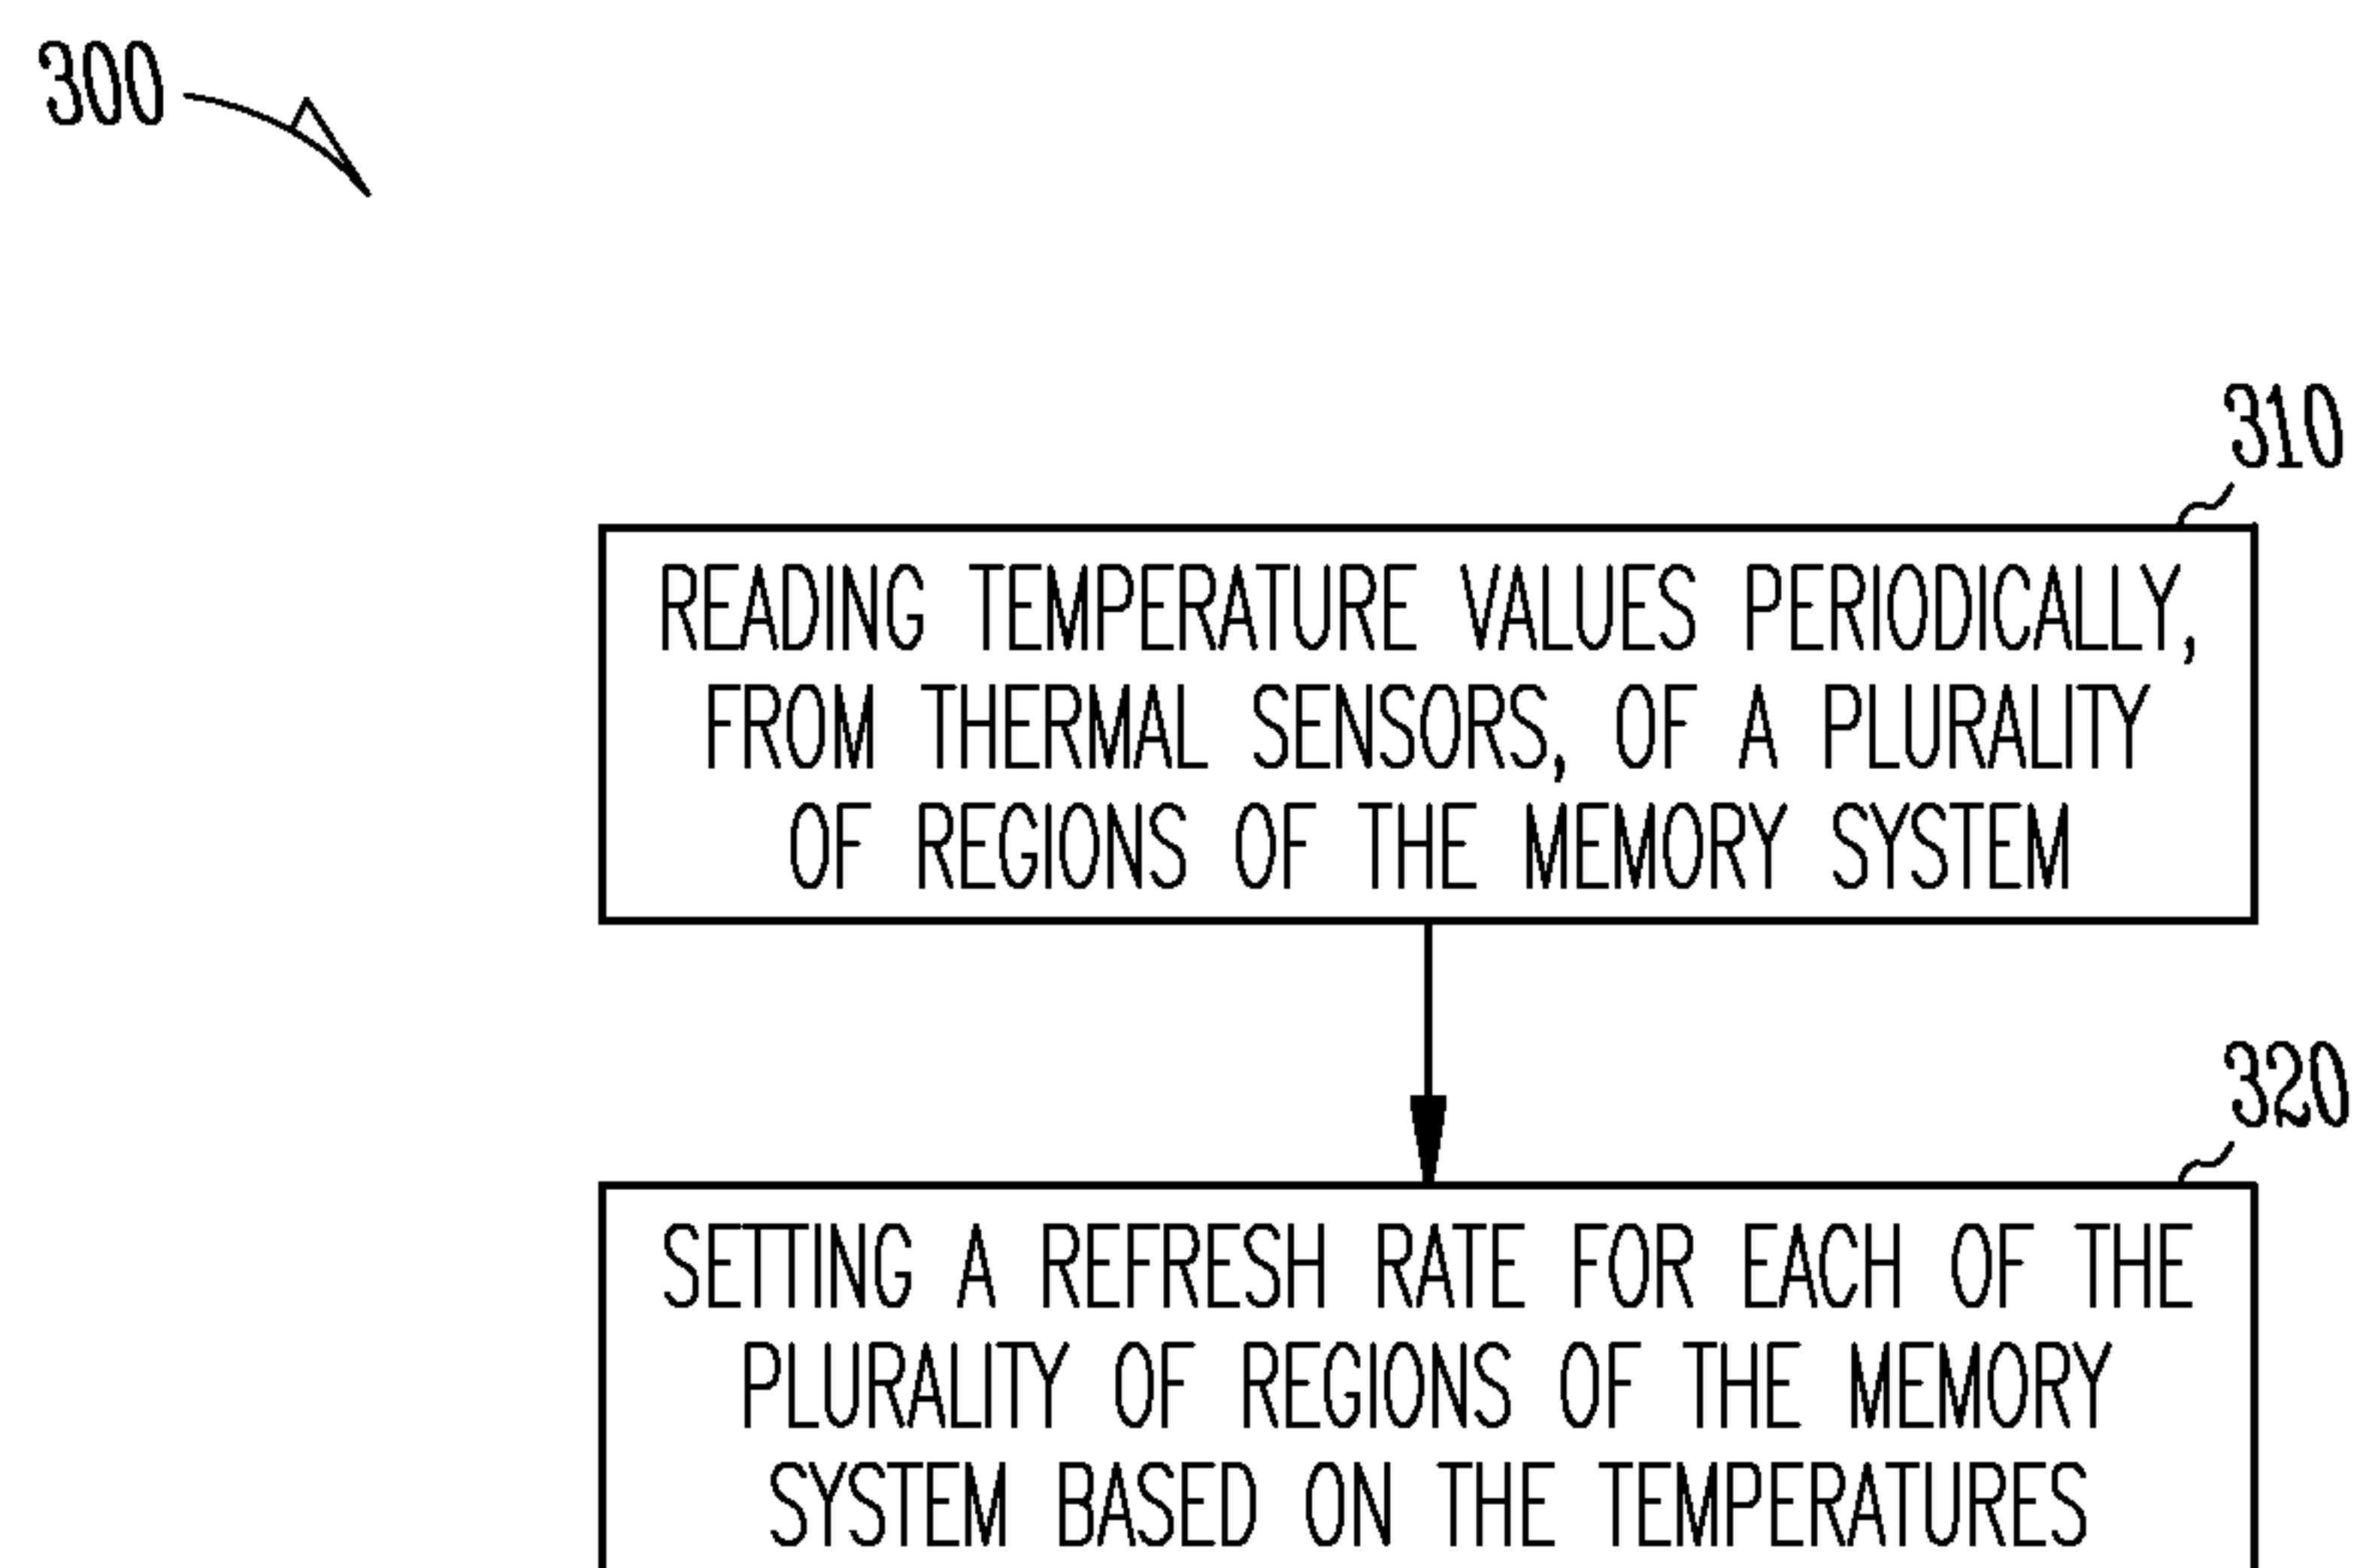 300
310
READING TEMPERATURE VALUES PERIODICALLY,
FROM THERMAL SENSORS, OF A PLURALITY
OF REGIONS OF THE MEMORY SYSTEM
320
SETTING A REFRESH RATE FOR EACH OF THE
PLURALITY OF REGIONS OF THE MEMORY
SYSTEM BASED ON THE TEMPERATURES